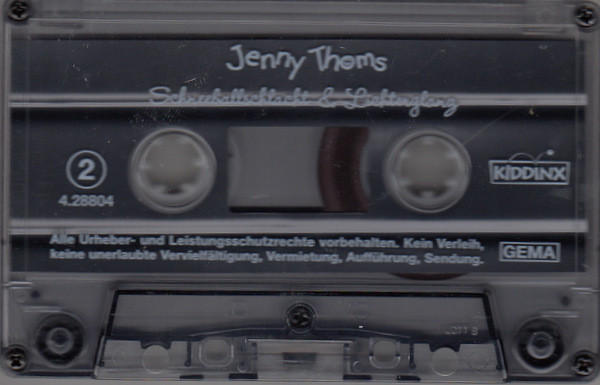 Jenny Thoms
Schneeballschlacht & Lichterglanz
2
4.28804
KIDDINX
Alle Urheber- und Leistungsschutzrechte vorbehalten. Kein Verleih,
keine unerlaubte Vervielfältigung, Vermietung, Aufführung, Sendung.
GEMA